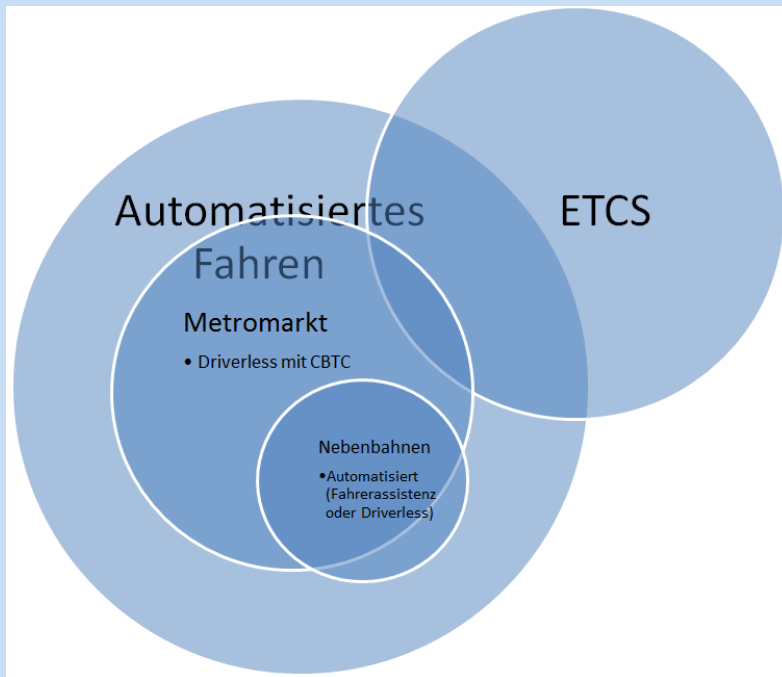 Automatisiertes
Fahren
ETCS
Metromarkt
• Driverless mit CBTC
Nebenbahnen
•Automatisiert
(Fahrerassistenz
oder Driverless)